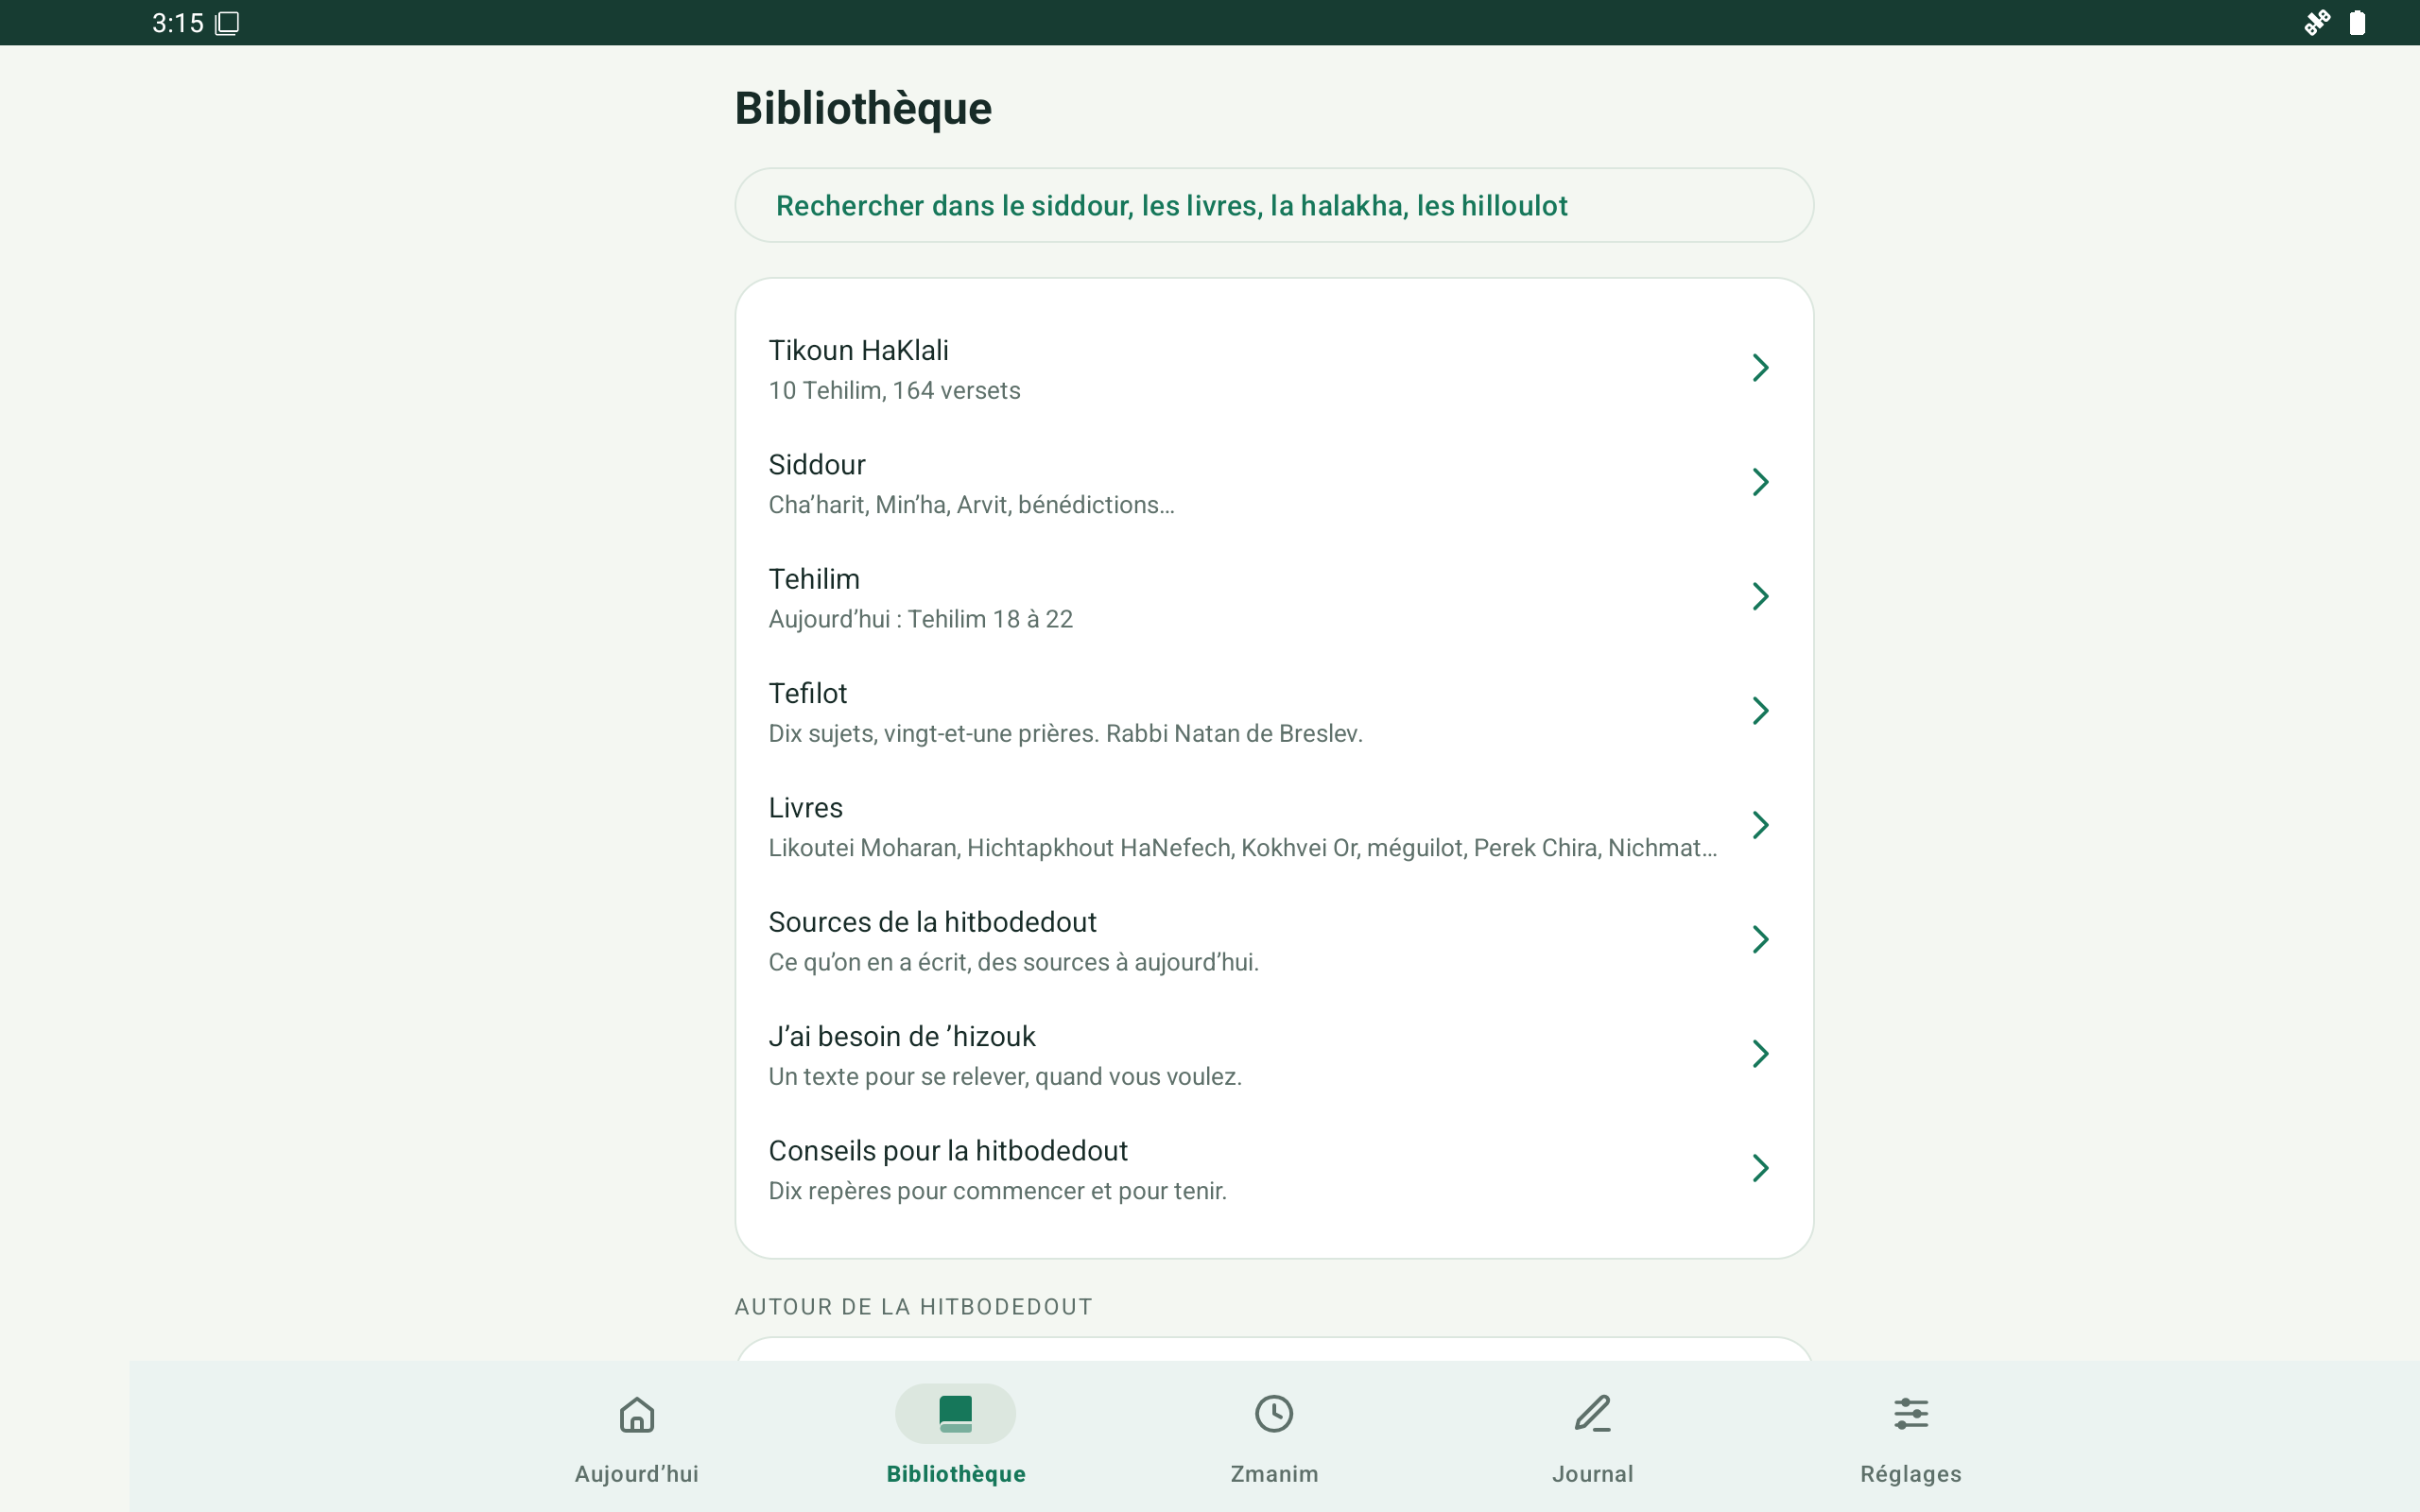 3:15
Bibliothèque
Rechercher dans le siddour, les livres, la halakha, les hilloulot
Tikoun HaKlali
10 Tehilim, 164 versets
Siddour
Cha’harit, Min’ha, Arvit, bénédictions…
Tehilim
Aujourd’hui : Tehilim 18 à 22
Tefilot
Dix sujets, vingt-et-une prières. Rabbi Natan de Breslev.
Livres
Likoutei Moharan, Hichtapkhout HaNefech, Kokhvei Or, méguilot, Perek Chira, Nichmat…
Sources de la hitbodedout
Ce qu’on en a écrit, des sources à aujourd’hui.
J’ai besoin de ’hizouk
Un texte pour se relever, quand vous voulez.
Conseils pour la hitbodedout
Dix repères pour commencer et pour tenir.
AUTOUR DE LA HITBODEDOUT
Aujourd’hui
Bibliothèque
Zmanim
Journal
Réglages